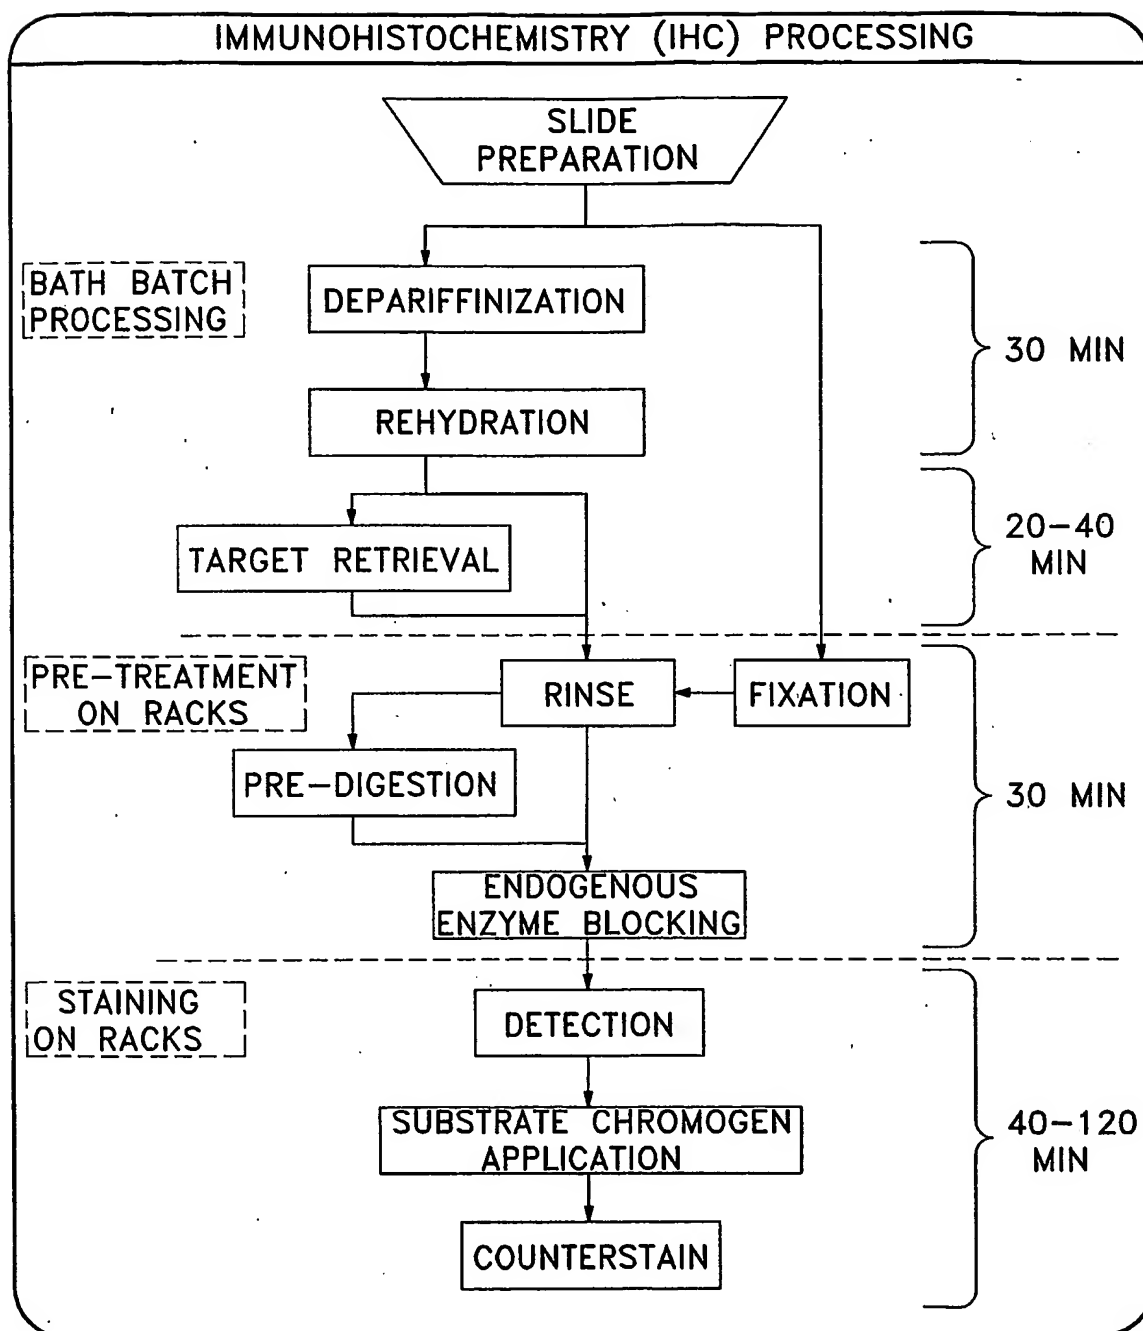 IMMUNOHISTOCHEMISTRY (IHC) PROCESSING
SLIDE
PREPARATION
BATH BATCH
PROCESSING
DEPARIFFINIZATION
30 MIN
REHYDRATION
TARGET RETRIEVAL
20-40
MIN
PRE-TREATMENT
ON RACKS
RINSE
FIXATION
PRE-DIGESTION
30 MIN
ENDOGENOUS
ENZYME BLOCKING
STAINING
ON RACKS
DETECTION
SUBSTRATE CHROMOGEN
APPLICATION
40-120
MIN
COUNTERSTAIN